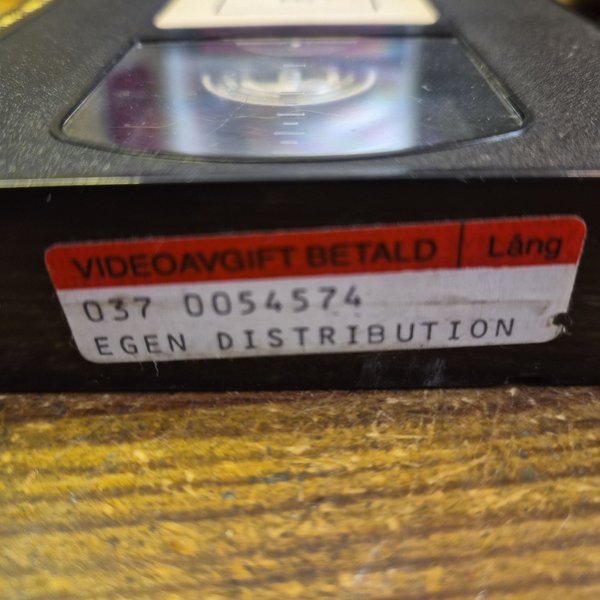 VIDEOAVGIFT BETALD | Lång
037 0054574
EGEN DISTRIBUTION